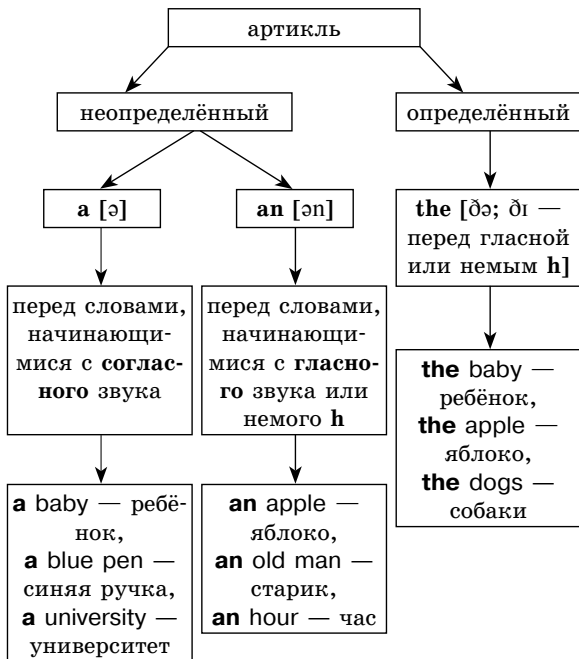 артикль
неопределённый
определённый
a [ə]
an [ən]
the [ðə; ðɪ —
перед гласной
или немым h]
перед словами,
начинающи-
мися с соглас-
ного звука
перед словами,
начинающи-
мися с гласно-
го звука или
немого h
the baby —
ребёнок,
the apple —
яблоко,
the dogs —
собаки
a baby — ребё-
нок,
a blue pen —
синяя ручка,
a university —
университет
an apple —
яблоко,
an old man —
старик,
an hour — час